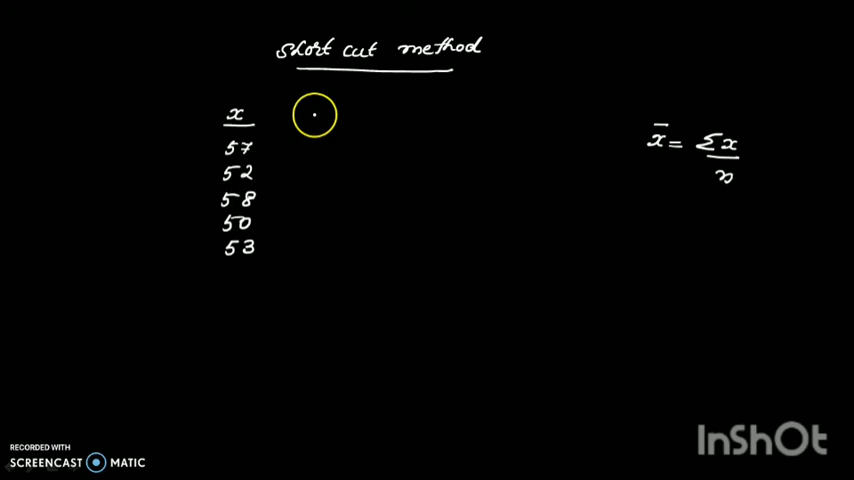 short cut method
x
57
52
58
50
53
x̄ = Σx
n
RECORDED WITH
SCREENCAST MATIC
InShOt